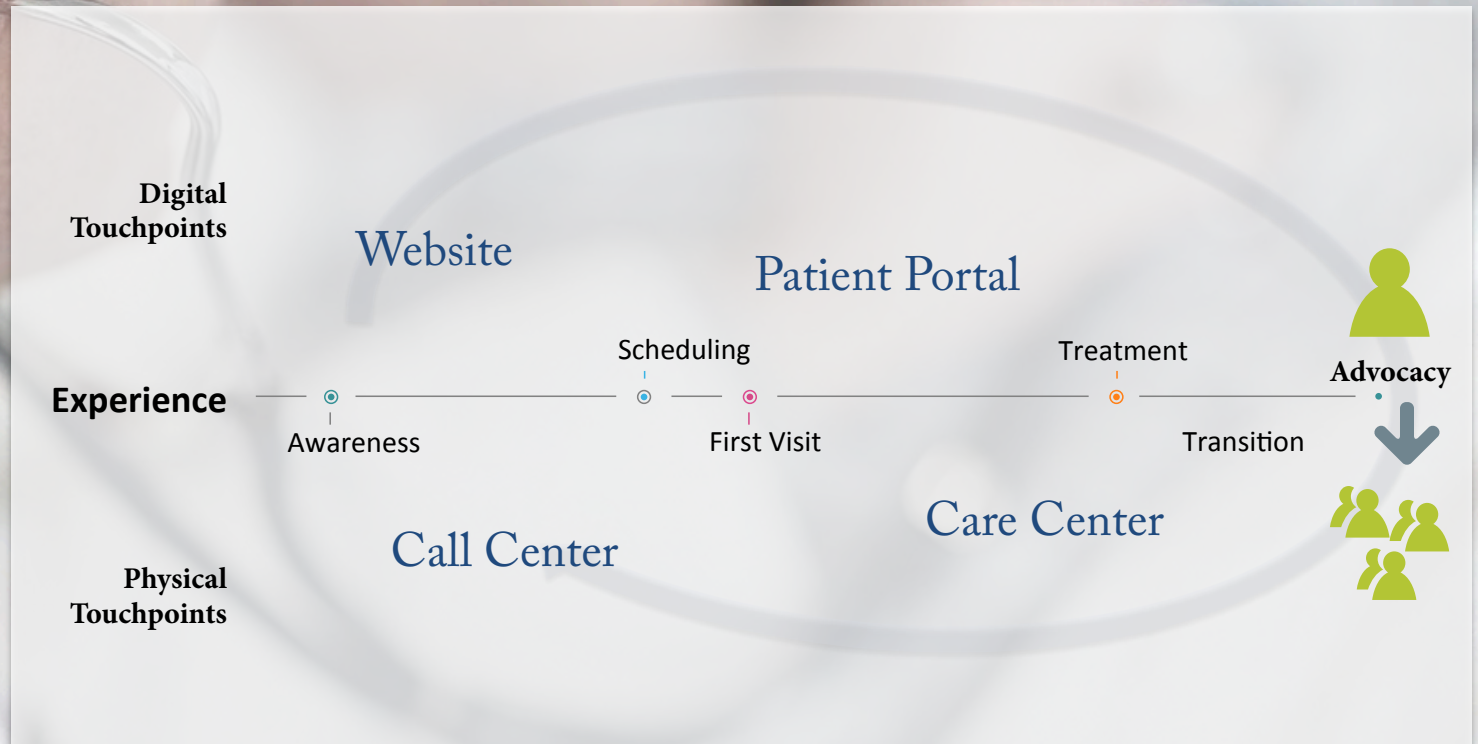 Digital
Touchpoints
Website
Patient Portal
Scheduling
Treatment
Advocacy
Experience
Awareness
First Visit
Transition
Care Center
Call Center
Physical
Touchpoints